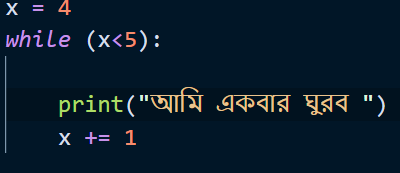 x = 4
while (x<5):
print("আমি একবার ঘুরব ")
x += 1